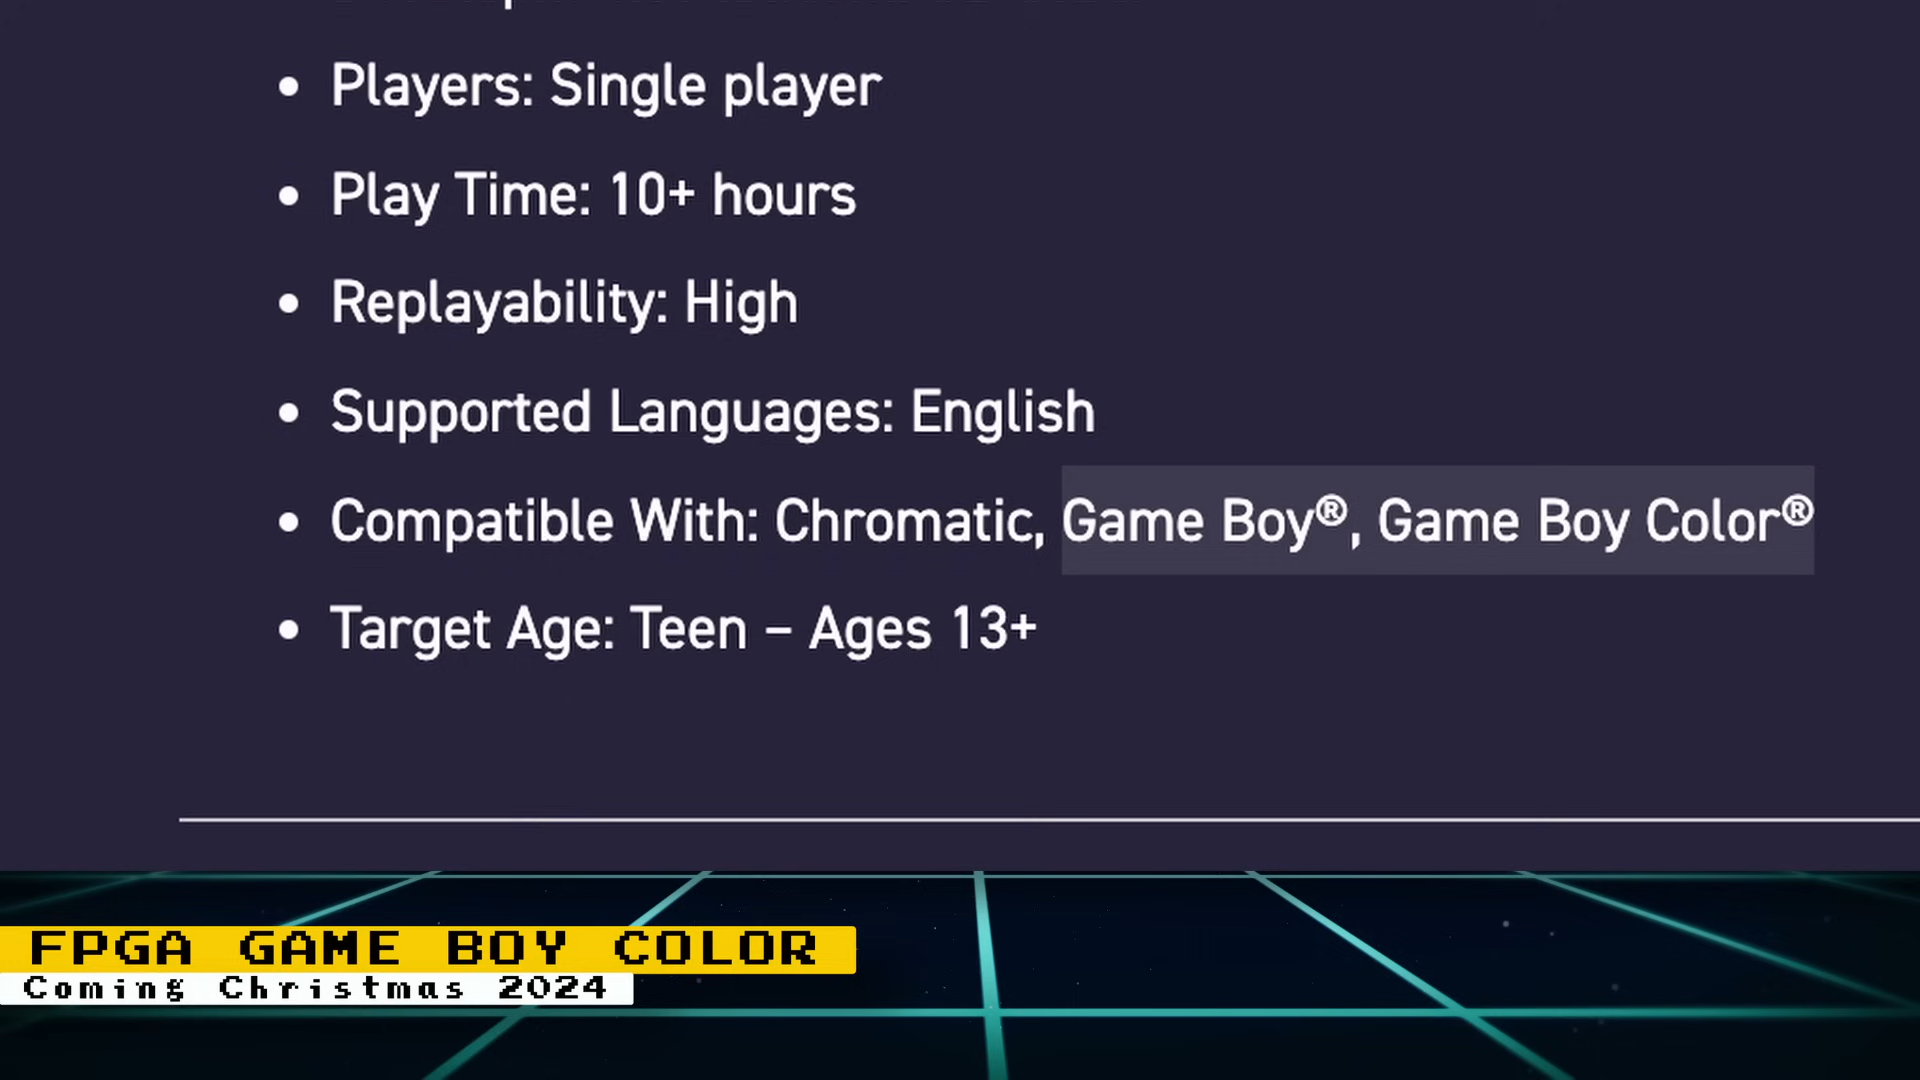 • Players: Single player
• Play Time: 10+ hours
• Replayability: High
• Supported Languages: English
• Compatible With: Chromatic, Game Boy®, Game Boy Color®
• Target Age: Teen – Ages 13+
FPGA GAME BOY COLOR
Coming Christmas 2024